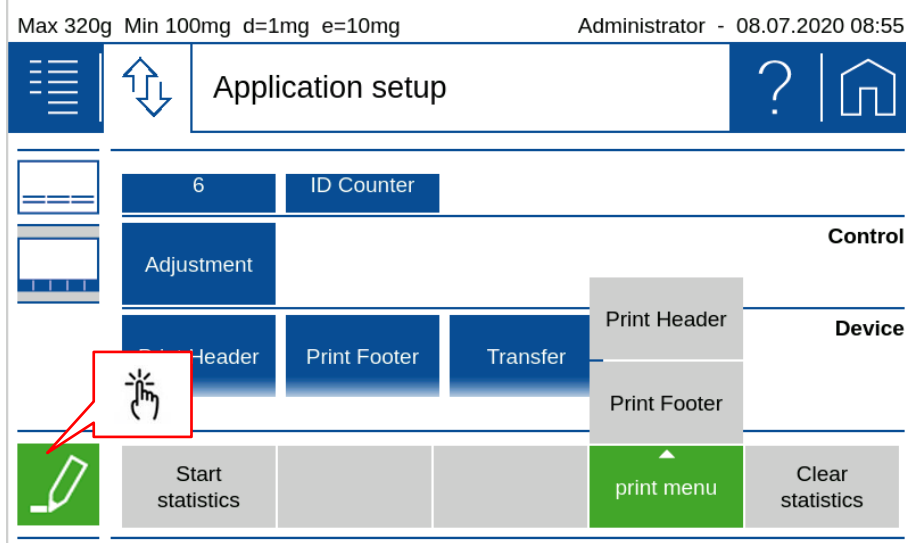 Max 320g Min 100mg d=1mg e=10mg
Administrator - 08.07.2020 08:55
Application setup
?
6
ID Counter
Control
Adjustment
Print Header
Device
Header
Print Footer
Transfer
Print Footer
Start
statistics
print menu
Clear
statistics